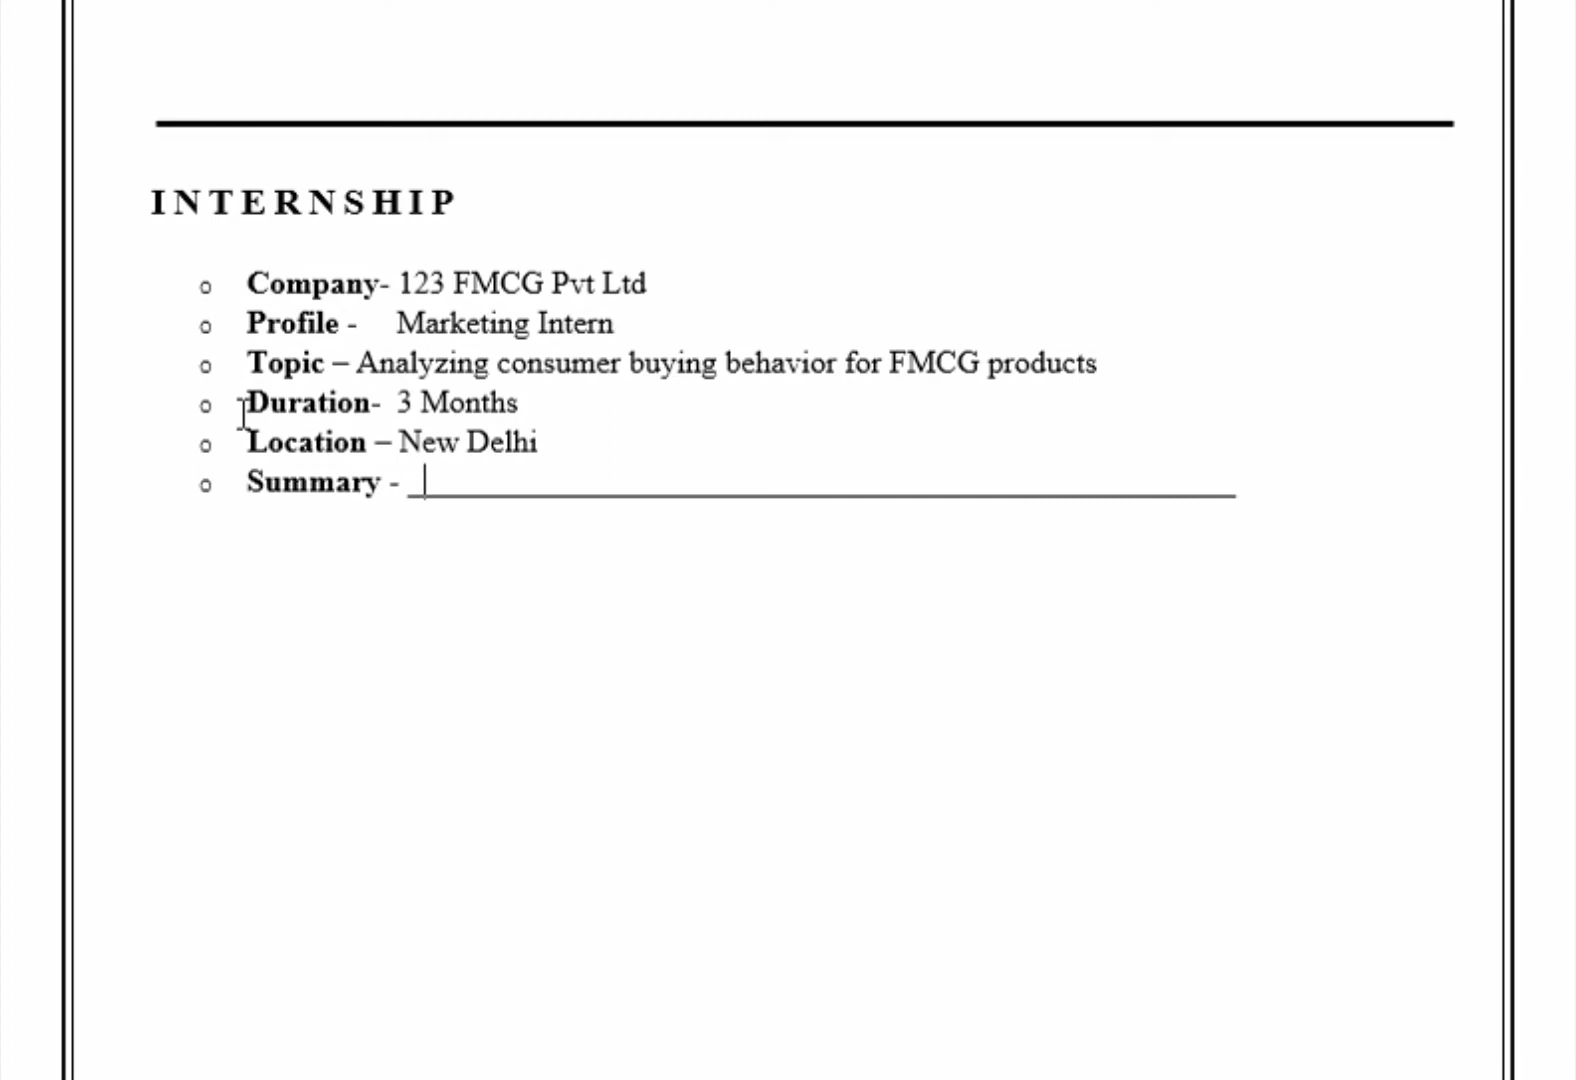 INTERNSHIP
o Company- 123 FMCG Pvt Ltd
o Profile - Marketing Intern
o Topic – Analyzing consumer buying behavior for FMCG products
o Duration- 3 Months
o Location – New Delhi
o Summary -